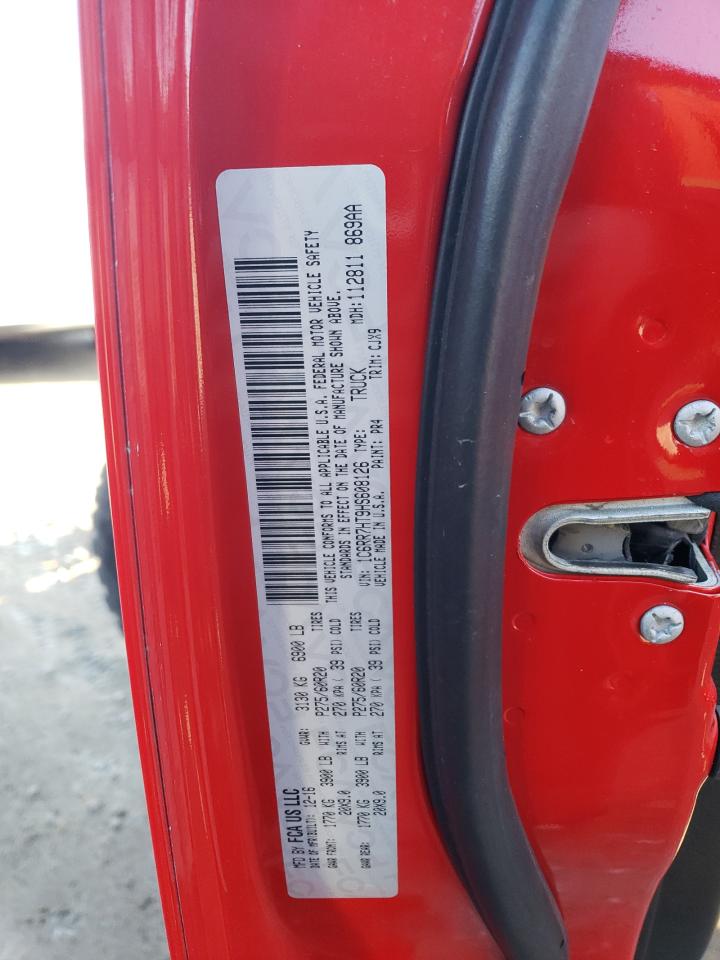 MFD BY FCA US LLC
DATE OF MFR(BUILT): 12-16 GVWR: 3130 KG 6900 LB
GAWR FRONT: 1770 KG 3900 LB WITH P275/60R20 TIRES
20X9.0 RIMS AT 270 KPA ( 39 PSI) COLD
GAWR REAR: 1770 KG 3900 LB WITH P275/60R20 TIRES
20X9.0 RIMS AT 270 KPA ( 39 PSI) COLD
THIS VEHICLE CONFORMS TO ALL APPLICABLE U.S.A. FEDERAL MOTOR VEHICLE SAFETY
STANDARDS IN EFFECT ON THE DATE OF MANUFACTURE SHOWN ABOVE.
VIN: 1C6RR7HT9HS608126 TYPE: TRUCK MDH:112811 869AA
VEHICLE MADE IN U.S.A. PAINT: PR4 TRIM: CJX9